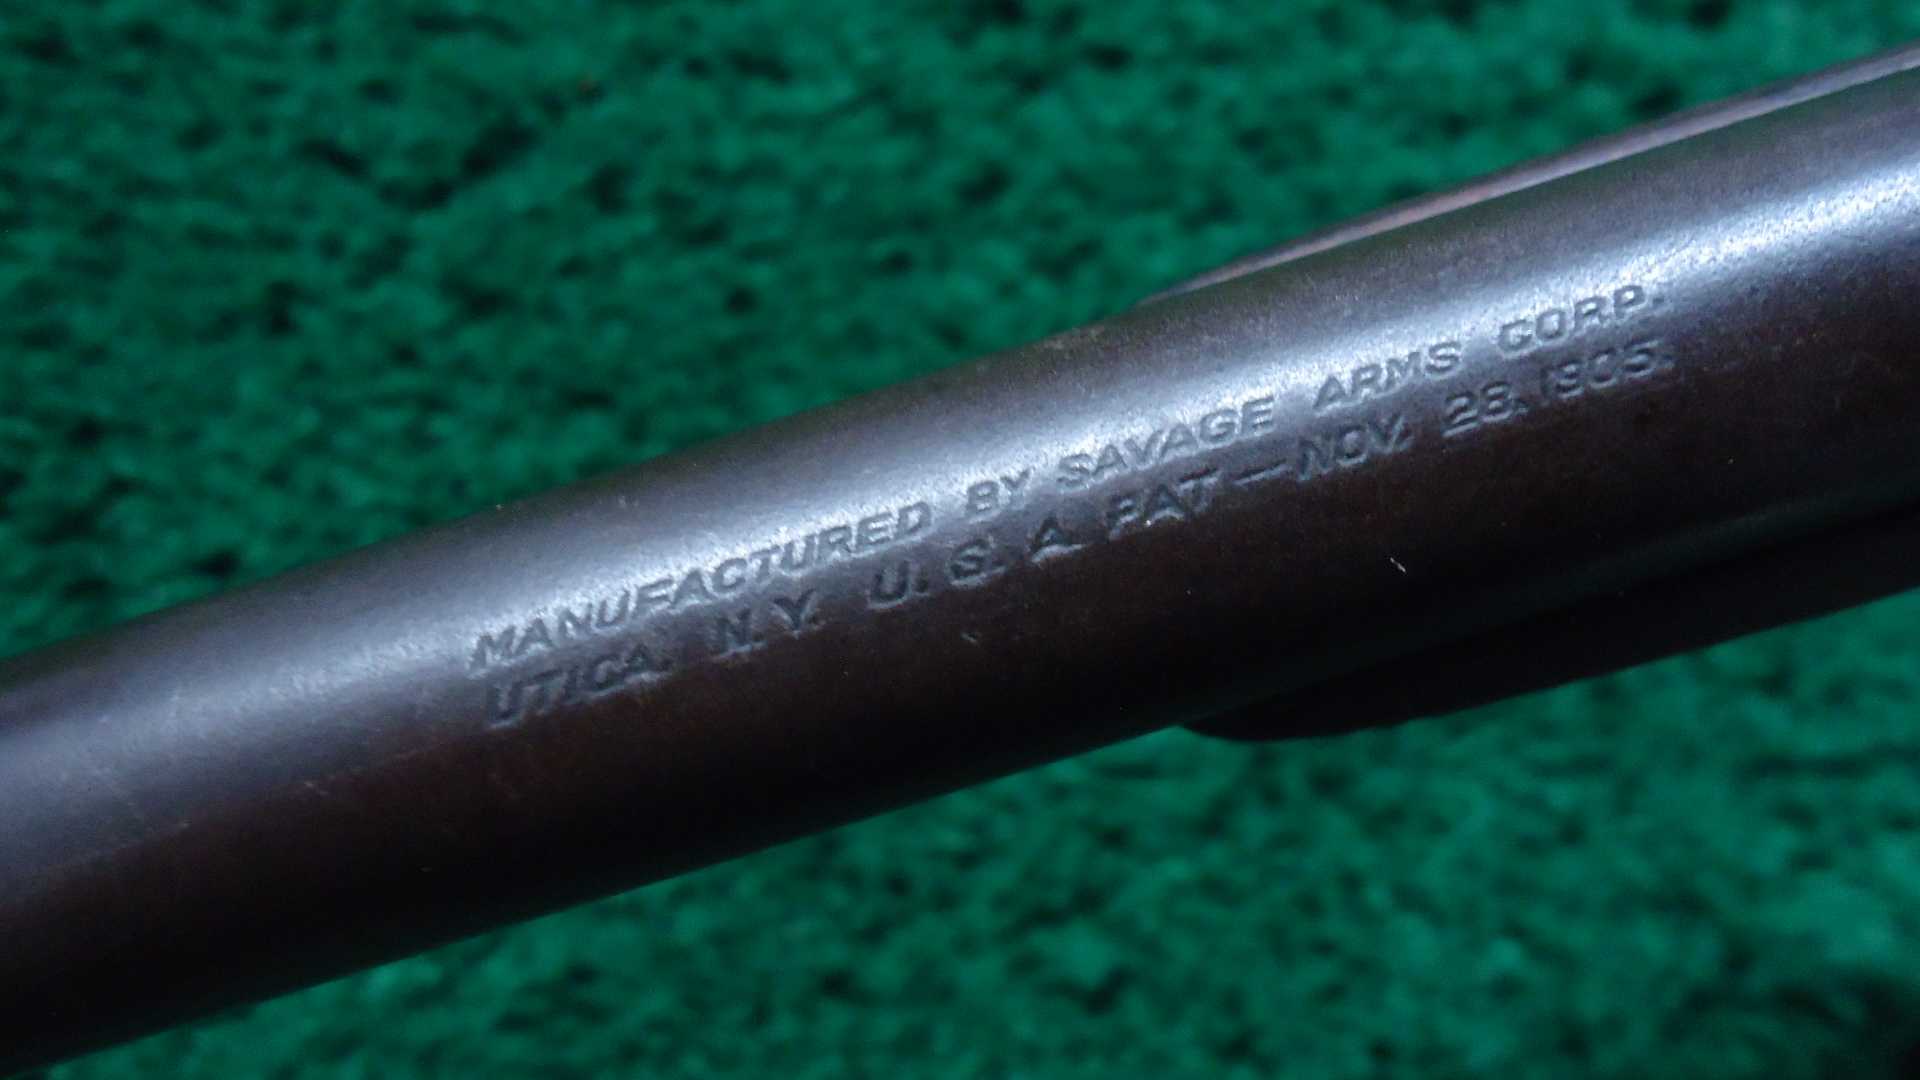 MANUFACTURED BY SAVAGE ARMS CORP.
UTICA, N.Y. U. S. A. PAT—NOV. 28, 1905.